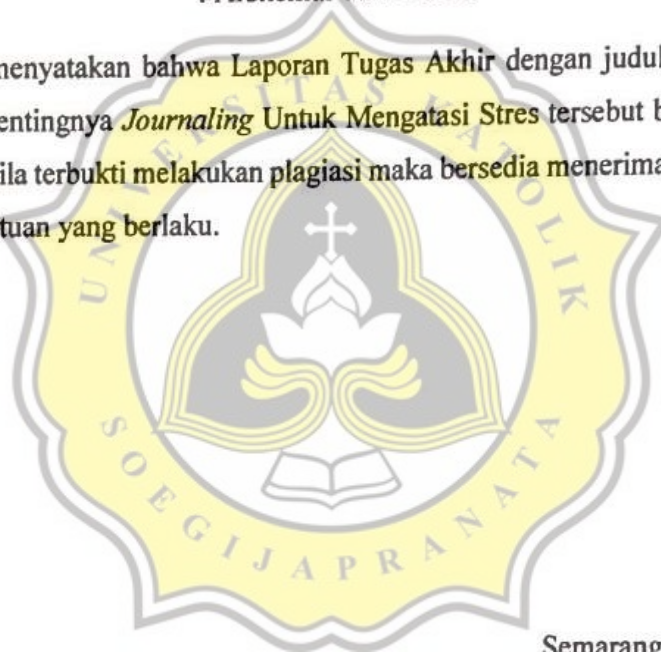 menyatakan bahwa Laporan Tugas Akhir dengan judul
entingnya Journaling Untuk Mengatasi Stres tersebut b
ila terbukti melakukan plagiasi maka bersedia menerima
tuan yang berlaku.
UNIVERSITAS KATOLIK
SOEGIJAPRANATA
Semarang